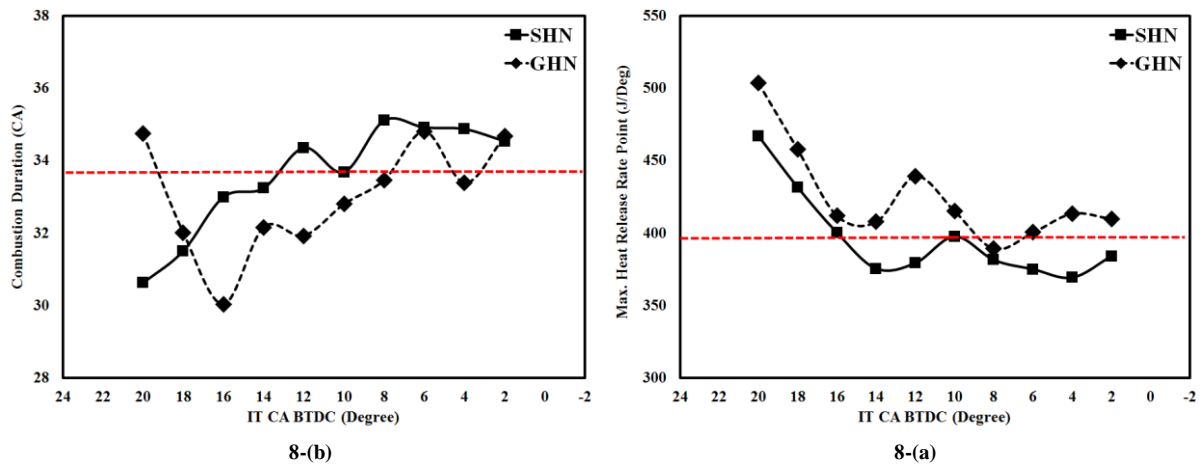 38
36
34
32
30
28
Combustion Duration (CA)
SHN
GHN
24 22 20 18 16 14 12 10 8 6 4 2 0 -2
IT CA BTDC (Degree)
8-(b)
550
500
450
400
350
300
Max. Heat Release Rate Point (J/Deg)
SHN
GHN
24 22 20 18 16 14 12 10 8 6 4 2 0 -2
IT CA BTDC (Degree)
8-(a)